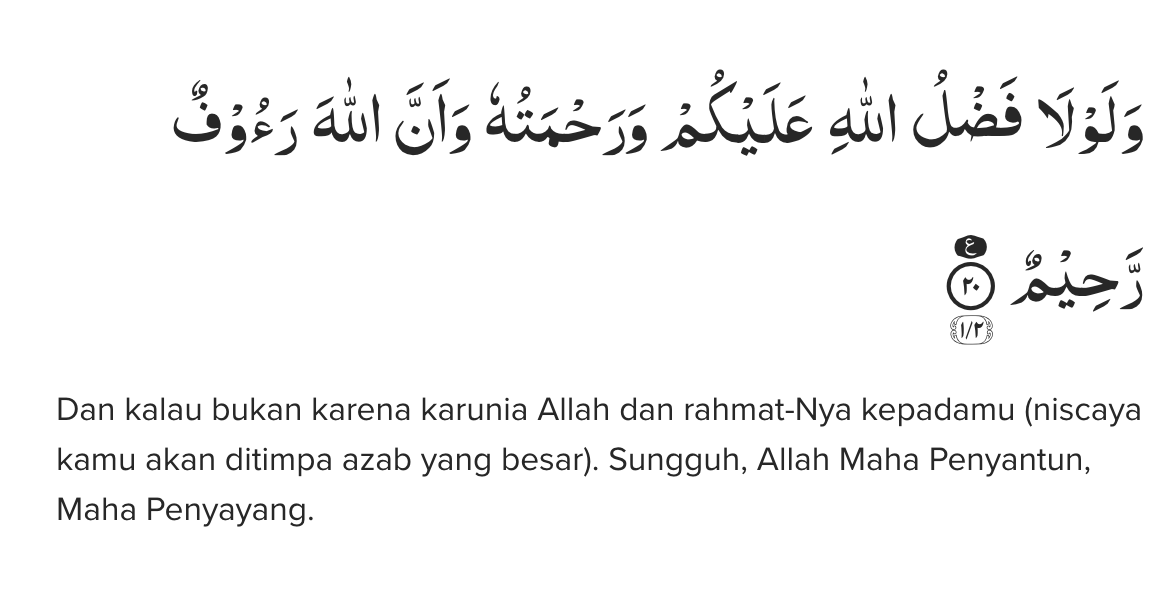 وَلَوْلَا فَضْلُ اللّٰهِ عَلَيْكُمْ وَرَحْمَتُهٗ وَاَنَّ اللّٰهَ رَءُوْفٌ
رَّحِيْمٌ ࣖ ٢٠ ١/٢
Dan kalau bukan karena karunia Allah dan rahmat-Nya kepadamu (niscaya
kamu akan ditimpa azab yang besar). Sungguh, Allah Maha Penyantun,
Maha Penyayang.